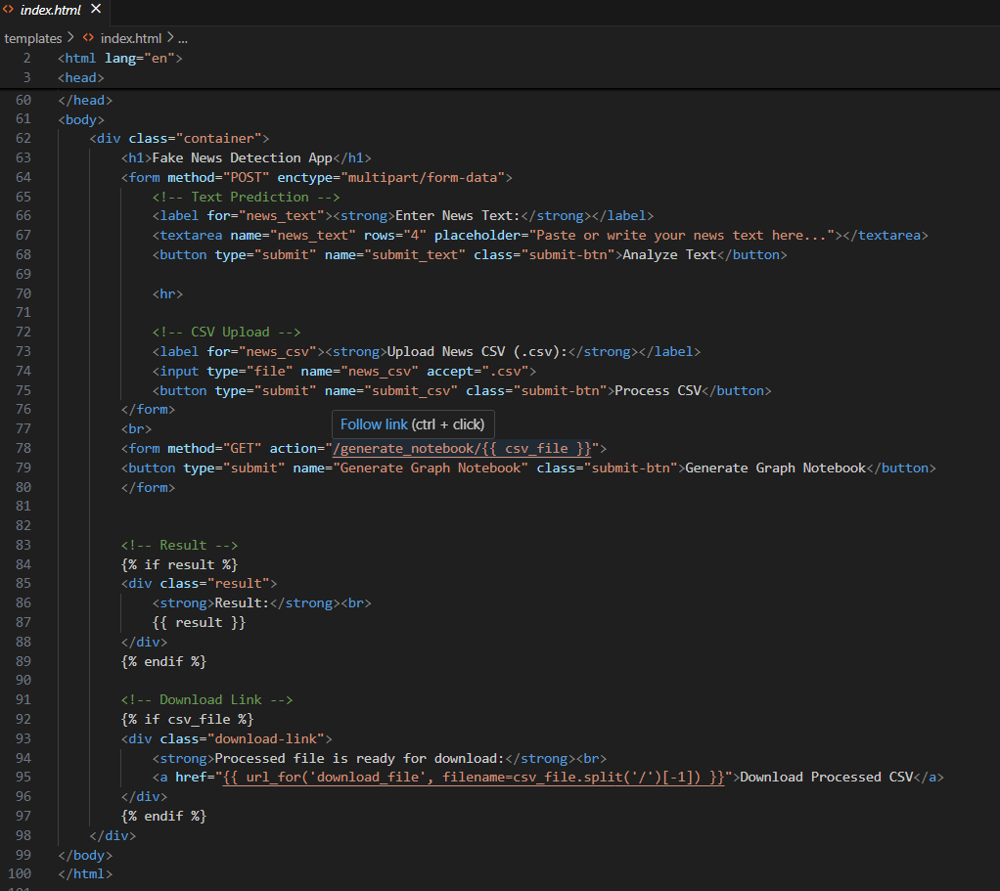 index.html
templates > index.html > ...
2 <html lang="en">
3 <head>
60 </head>
61 <body>
62 <div class="container">
63 <h1>Fake News Detection App</h1>
64 <form method="POST" enctype="multipart/form-data">
65 <!-- Text Prediction -->
66 <label for="news_text"><strong>Enter News Text:</strong></label>
67 <textarea name="news_text" rows="4" placeholder="Paste or write your news text here..."></textarea>
68 <button type="submit" name="submit_text" class="submit-btn">Analyze Text</button>
69
70 <hr>
71
72 <!-- CSV Upload -->
73 <label for="news_csv"><strong>Upload News CSV (.csv):</strong></label>
74 <input type="file" name="news_csv" accept=".csv">
75 <button type="submit" name="submit_csv" class="submit-btn">Process CSV</button>
76 </form>
77 <br>
Follow link (ctrl + click)
78 <form method="GET" action="/generate_notebook/{{ csv_file }}">
79 <button type="submit" name="Generate Graph Notebook" class="submit-btn">Generate Graph Notebook</button>
80 </form>
81
82
83 <!-- Result -->
84 {% if result %}
85 <div class="result">
86 <strong>Result:</strong><br>
87 {{ result }}
88 </div>
89 {% endif %}
90
91 <!-- Download Link -->
92 {% if csv_file %}
93 <div class="download-link">
94 <strong>Processed file is ready for download:</strong><br>
95 <a href="{{ url_for('download_file', filename=csv_file.split('/')[-1]) }}">Download Processed CSV</a>
96 </div>
97 {% endif %}
98 </div>
99 </body>
100 </html>